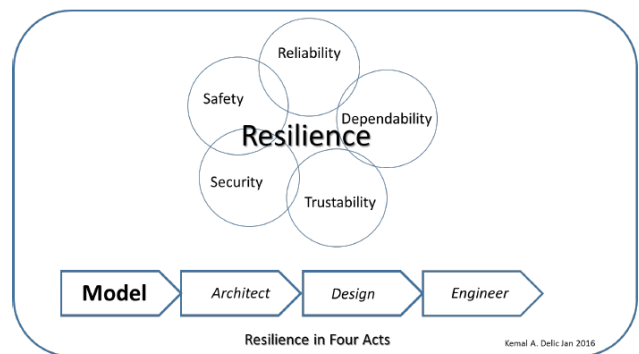 Reliability
Safety
Dependability
Resilience
Security
Trustability
Model
Architect
Design
Engineer
Resilience in Four Acts
Kemal A. Delic Jan 2016